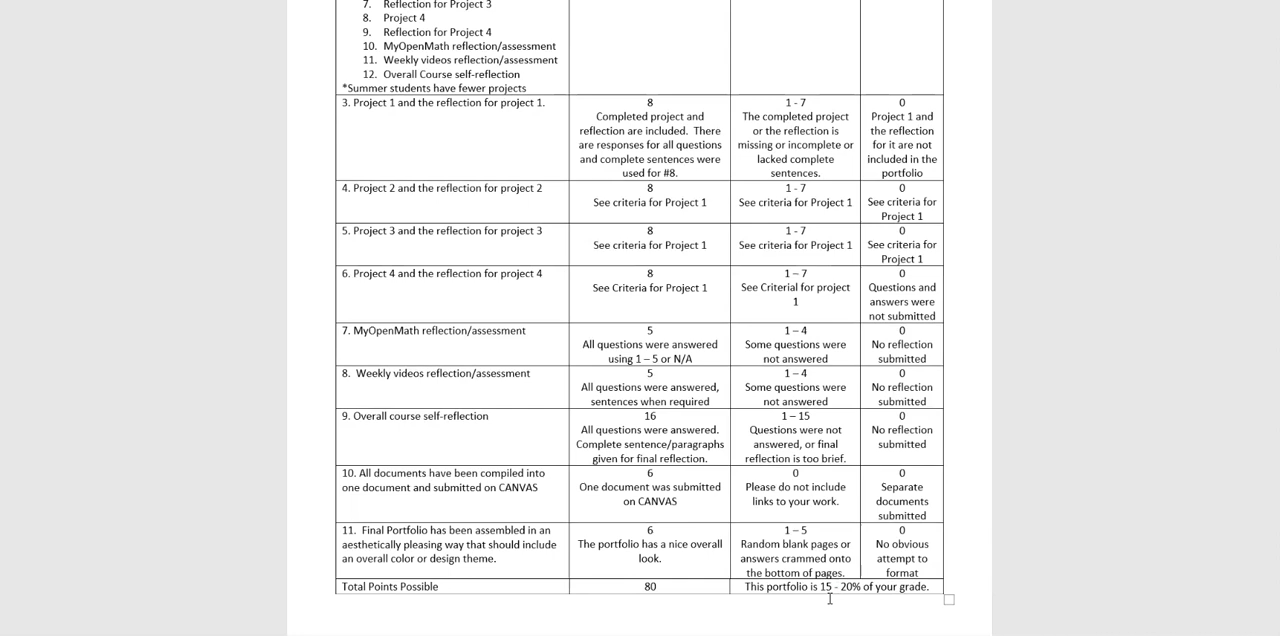 7. Reflection for Project 3
8. Project 4
9. Reflection for Project 4
10. MyOpenMath reflection/assessment
11. Weekly videos reflection/assessment
12. Overall Course self-reflection
*Summer students have fewer projects
3. Project 1 and the reflection for project 1.
8
Completed project and
reflection are included. There
are responses for all questions
and complete sentences were
used for #8.
1 - 7
The completed project
or the reflection is
missing or incomplete or
lacked complete
sentences.
0
Project 1 and
the reflection
for it are not
included in the
portfolio
4. Project 2 and the reflection for project 2
8
See criteria for Project 1
1 - 7
See criteria for Project 1
0
See criteria for
Project 1
5. Project 3 and the reflection for project 3
8
See criteria for Project 1
1 - 7
See criteria for Project 1
0
See criteria for
Project 1
6. Project 4 and the reflection for project 4
8
See Criteria for Project 1
1 – 7
See Criterial for project
1
0
Questions and
answers were
not submitted
7. MyOpenMath reflection/assessment
5
All questions were answered
using 1 – 5 or N/A
1 – 4
Some questions were
not answered
0
No reflection
submitted
8. Weekly videos reflection/assessment
5
All questions were answered,
sentences when required
1 – 4
Some questions were
not answered
0
No reflection
submitted
9. Overall course self-reflection
16
All questions were answered.
Complete sentence/paragraphs
given for final reflection.
1 – 15
Questions were not
answered, or final
reflection is too brief.
0
No reflection
submitted
10. All documents have been compiled into
one document and submitted on CANVAS
6
One document was submitted
on CANVAS
0
Please do not include
links to your work.
0
Separate
documents
submitted
11. Final Portfolio has been assembled in an
aesthetically pleasing way that should include
an overall color or design theme.
6
The portfolio has a nice overall
look.
1 – 5
Random blank pages or
answers crammed onto
the bottom of pages.
0
No obvious
attempt to
format
Total Points Possible
80
This portfolio is 15 - 20% of your grade.